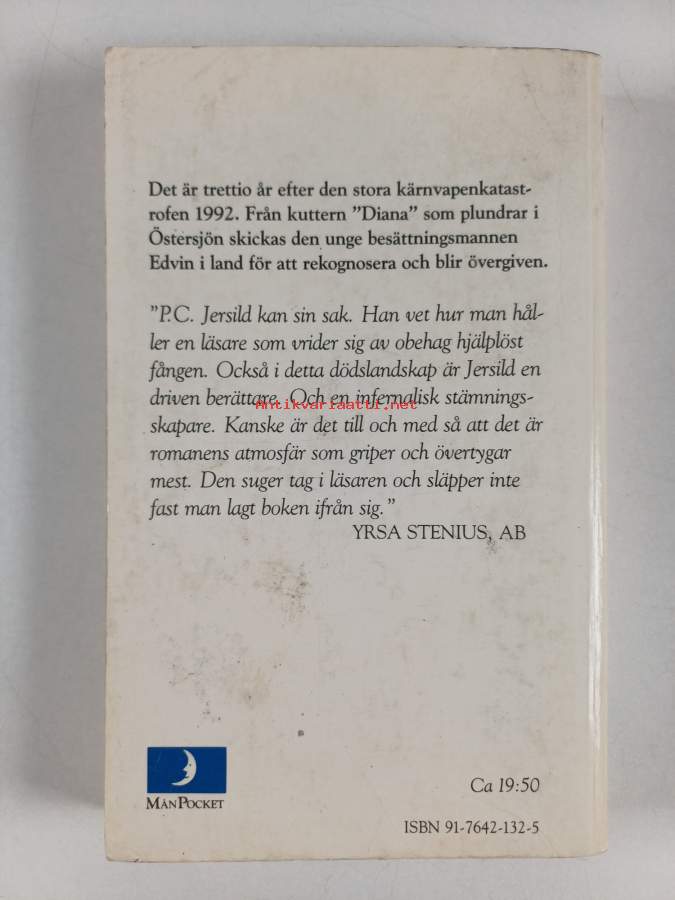 Det är trettio år efter den stora kärnvapenkatast-
rofen 1992. Från kuttern ”Diana” som plundrar i
Östersjön skickas den unge besättningsmannen
Edvin i land för att rekognosera och blir övergiven.
”P.C. Jersild kan sin sak. Han vet hur man hål-
ler en läsare som vrider sig av obehag hjälplöst
fången. Också i detta dödslandskap är Jersild en
driven berättare. Och en infernalisk stämnings-
Antikvariaatti.net
skapare. Kanske är det till och med så att det är
romanens atmosfär som griper och övertygar
mest. Den suger tag i läsaren och släpper inte
fast man lagt boken ifrån sig.”
YRSA STENIUS, AB
MÅNPOCKET
Ca 19:50
ISBN 91-7642-132-5